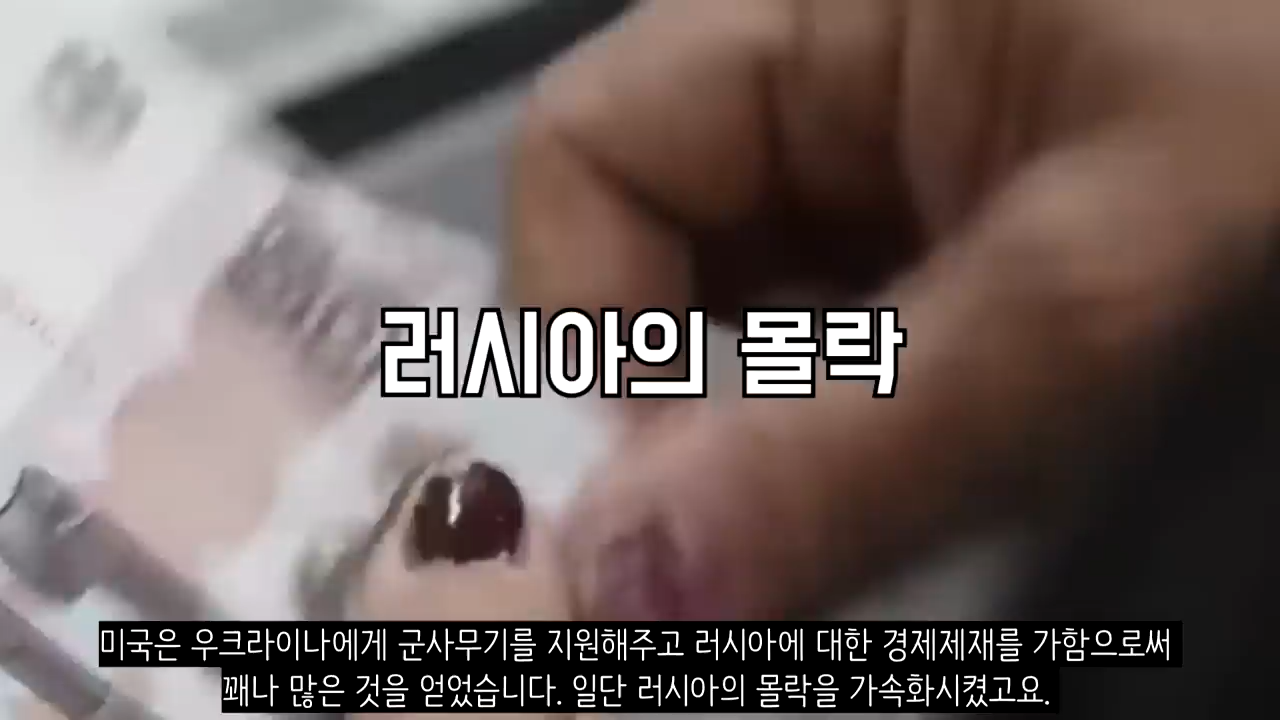 러시아의 몰락
미국은 우크라이나에게 군사무기를 지원해주고 러시아에 대한 경제제재를 가함으로써
꽤나 많은 것을 얻었습니다. 일단 러시아의 몰락을 가속화시켰고요.